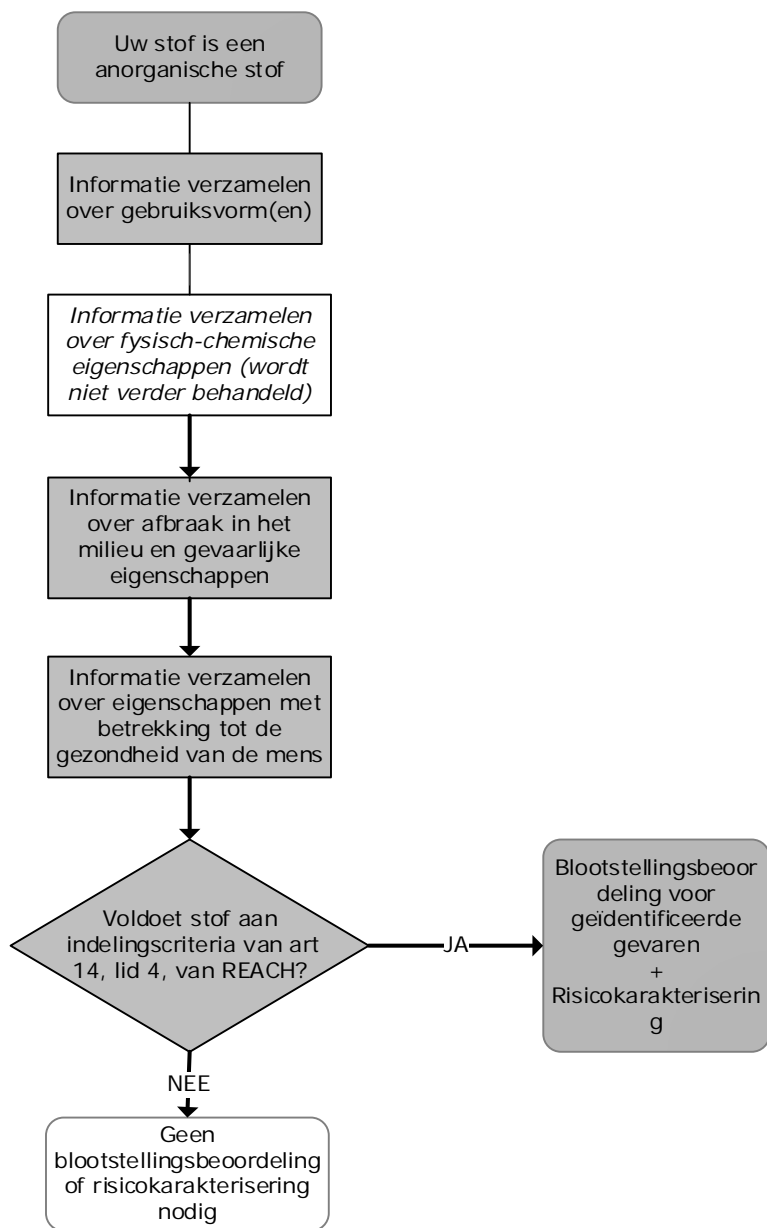 Uw stof is een
anorganische stof
Informatie verzamelen
over gebruiksvorm(en)
Informatie verzamelen
over fysisch-chemische
eigenschappen (wordt
niet verder behandeld)
Informatie verzamelen
over afbraak in het
milieu en gevaarlijke
eigenschappen
Informatie verzamelen
over eigenschappen met
betrekking tot de
gezondheid van de mens
Voldoet stof aan
indelingscriteria van art
14, lid 4, van REACH?
JA
Blootstellingsbeoor
deling voor
geïdentificeerde
gevaren
+
Risicokarakteriserin
g
NEE
Geen
blootstellingsbeoordeling
of risicokarakterisering
nodig